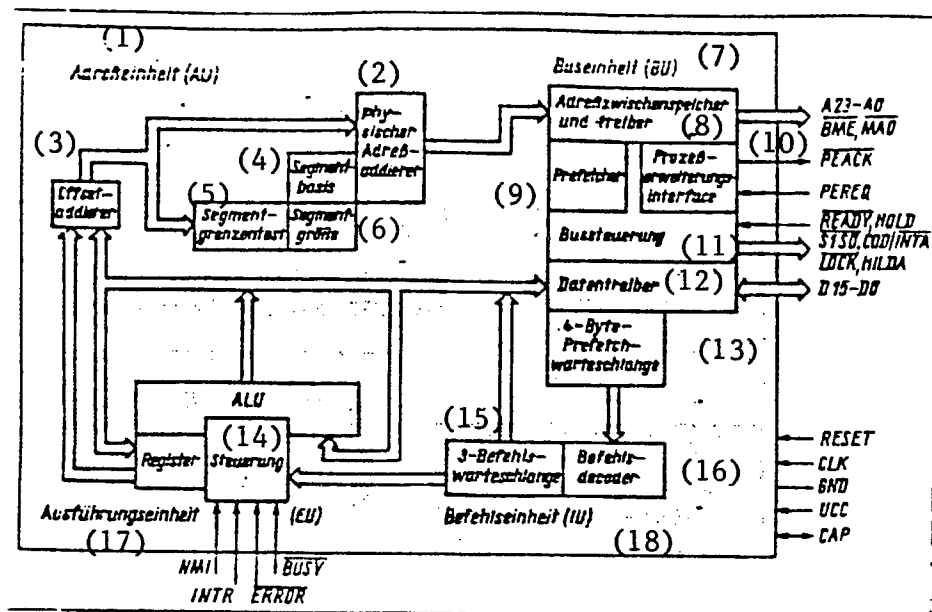 (1)
Adreßeinheit (AU)
(2)
phy-
sischer
Adreß-
addierer
(3)
Offset-
addierer
(4)
Segment-
basis
(5)
Segment-
grenzentest
Segment-
größe
(6)
Buseinheit (BU)
(7)
Adreßzwischenspeicher
und -treiber
(8)
(9)
Prefetcher
Prozeß-
erweiterungs-
interface
(10)
Bussteuerung
(11)
Datentreiber
(12)
4-Byte-
Prefetch-
warteschlange
(13)
A23-A0
BME, MAO
PEACK
PEREQ
READY, HOLD
S1S0, COD/INTA
LOCK, HLDA
D15-D0
ALU
Register
(14)
Steuerung
(15)
3-Befehls-
warteschlange
Befehls-
decoder
(16)
RESET
CLK
GND
UCC
CAP
Ausführungseinheit
(EU)
(17)
Befehlseinheit (IU)
(18)
NMI
BUSY
INTR
ERROR